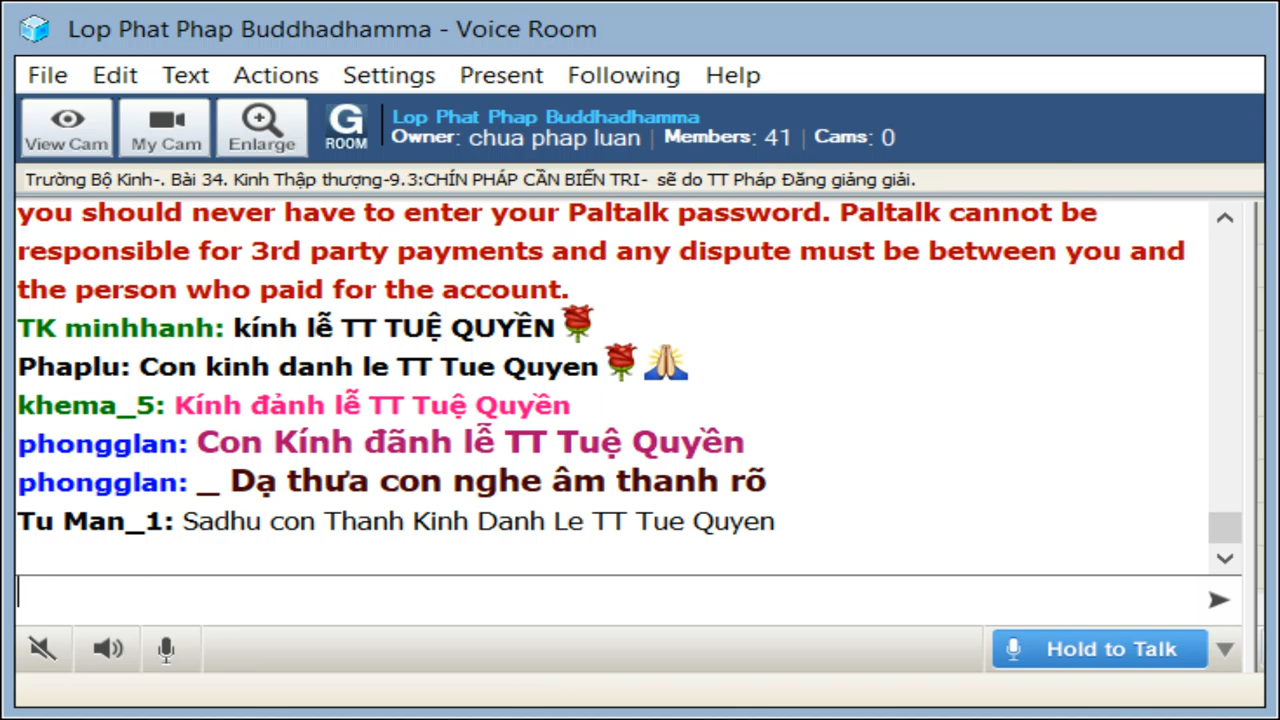 Lop Phat Phap Buddhadhamma - Voice Room
File Edit Text Actions Settings Present Following Help
View Cam My Cam Enlarge G ROOM
Lop Phat Phap Buddhadhamma
Owner: chua phap luan | Members: 41 | Cams: 0
Trường Bộ Kinh-. Bài 34. Kinh Thập thượng-9.3:CHÍN PHÁP CẦN BIẾN TRI- sẽ do TT Pháp Đăng giảng giải.
you should never have to enter your Paltalk password. Paltalk cannot be
responsible for 3rd party payments and any dispute must be between you and
the person who paid for the account.
TK minhhanh: kính lễ TT TUỆ QUYỀN
Phaplu: Con kinh danh le TT Tue Quyen
khema_5: Kính đảnh lễ TT Tuệ Quyền
phongglan: Con Kính đãnh lễ TT Tuệ Quyền
phongglan: _ Dạ thưa con nghe âm thanh rõ
Tu Man_1: Sadhu con Thanh Kinh Danh Le TT Tue Quyen
Hold to Talk